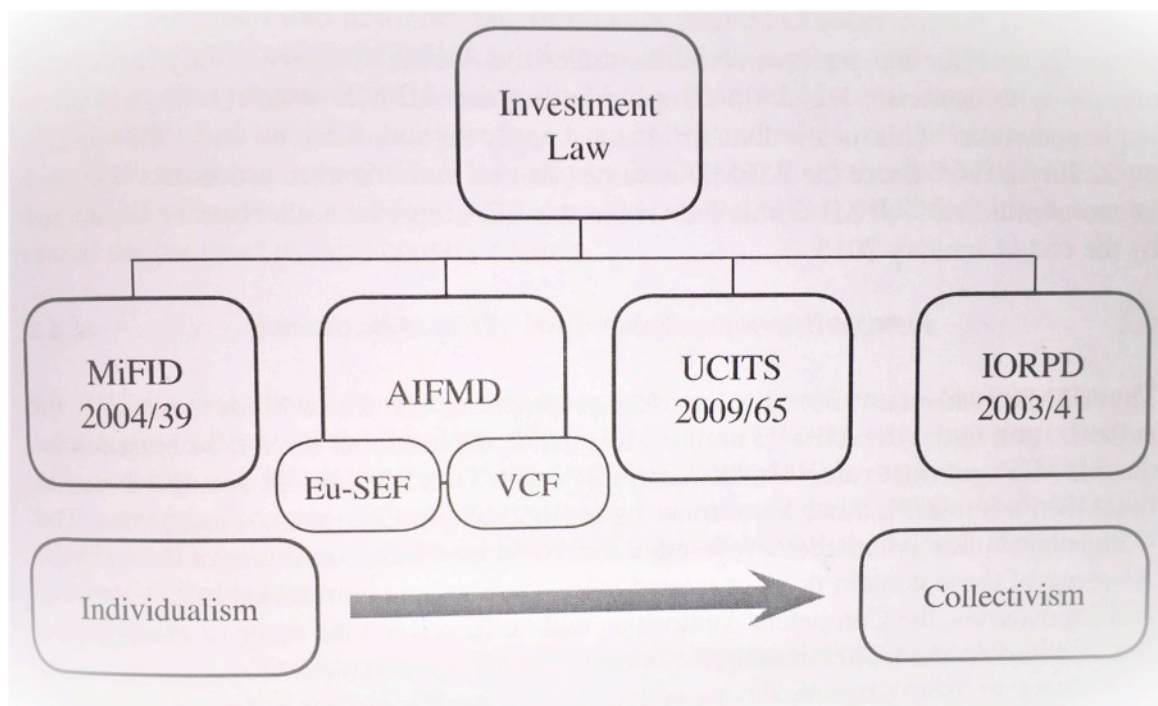 Investment
Law
MiFID
2004/39
AIFMD
UCITS
2009/65
IORPD
2003/41
Eu-SEF
VCF
Individualism
Collectivism